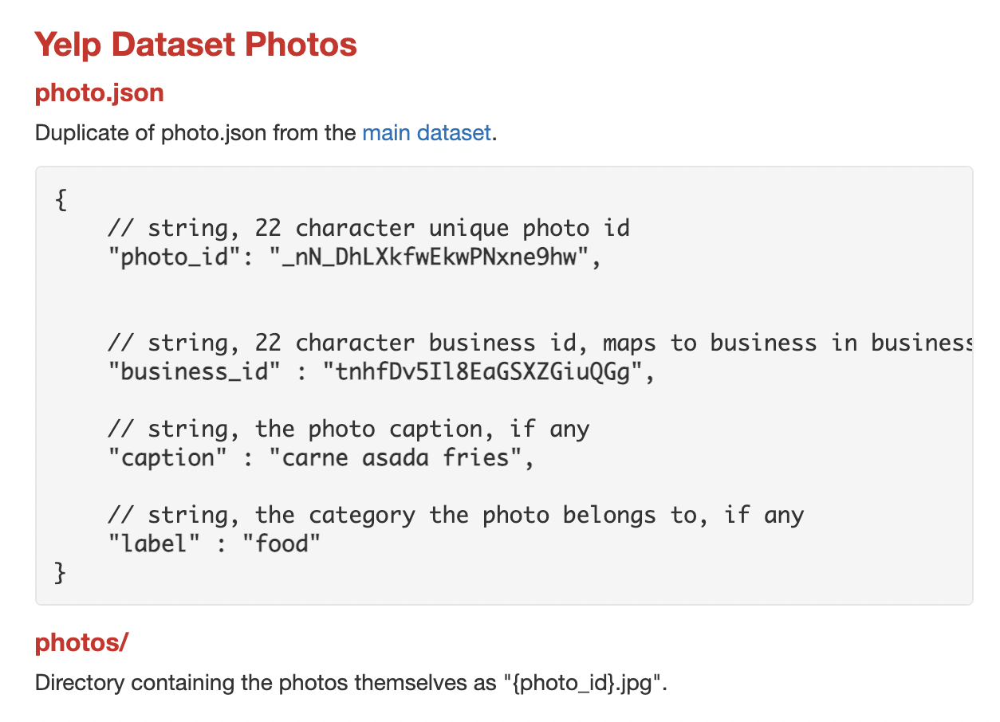 Yelp Dataset Photos
photo.json
Duplicate of photo.json from the main dataset.
{
// string, 22 character unique photo id
"photo_id": "_nN_DhLXkfwEkwPNxne9hw",
// string, 22 character business id, maps to business in business
"business_id" : "tnhfDv5Il8EaGSXZGiuQGg",
// string, the photo caption, if any
"caption" : "carne asada fries",
// string, the category the photo belongs to, if any
"label" : "food"
}
photos/
Directory containing the photos themselves as "{photo_id}.jpg".